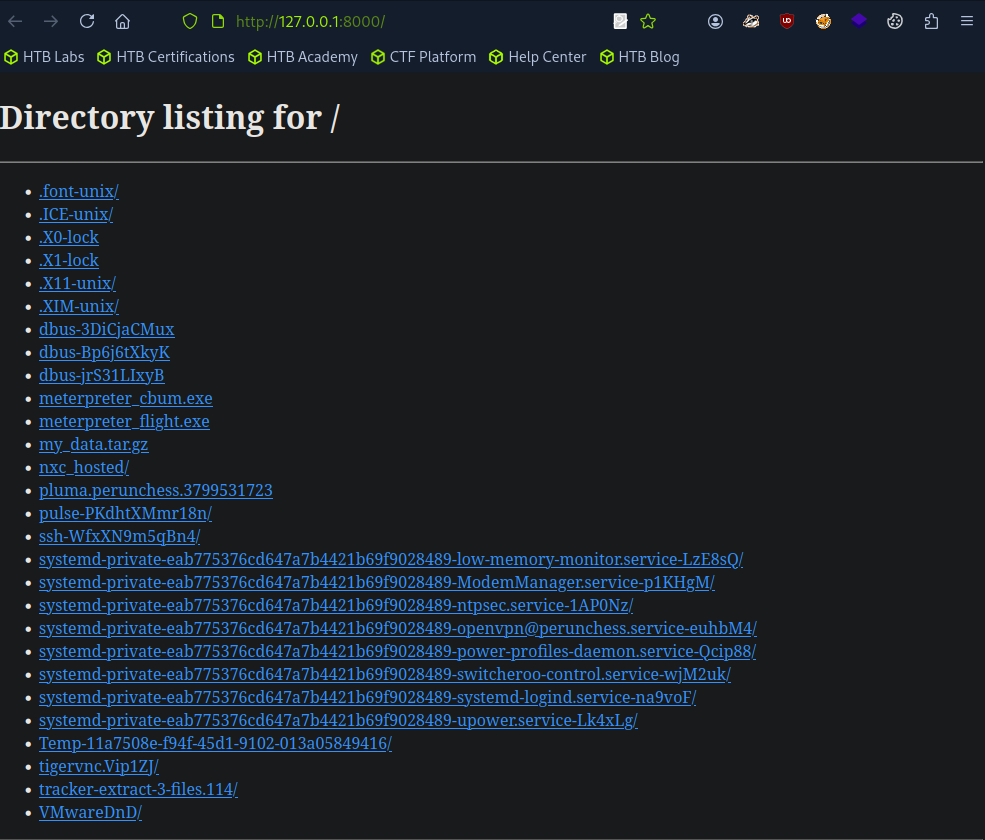 http://127.0.0.1:8000/
HTB Labs HTB Certifications HTB Academy CTF Platform Help Center HTB Blog
Directory listing for /
.font-unix/
.ICE-unix/
.X0-lock
.X1-lock
.X11-unix/
.XIM-unix/
dbus-3DiCjaCMux
dbus-Bp6j6tXkyK
dbus-jrS31LIxyB
meterpreter_cbum.exe
meterpreter_flight.exe
my_data.tar.gz
nxc_hosted/
pluma.perunchess.3799531723
pulse-PKdhtXMmr18n/
ssh-WfxXN9m5qBn4/
systemd-private-eab775376cd647a7b4421b69f9028489-low-memory-monitor.service-LzE8sQ/
systemd-private-eab775376cd647a7b4421b69f9028489-ModemManager.service-p1KHgM/
systemd-private-eab775376cd647a7b4421b69f9028489-ntpsec.service-1AP0Nz/
systemd-private-eab775376cd647a7b4421b69f9028489-openvpn@perunchess.service-euhbM4/
systemd-private-eab775376cd647a7b4421b69f9028489-power-profiles-daemon.service-Qcip88/
systemd-private-eab775376cd647a7b4421b69f9028489-switcheroo-control.service-wjM2uk/
systemd-private-eab775376cd647a7b4421b69f9028489-systemd-logind.service-na9voF/
systemd-private-eab775376cd647a7b4421b69f9028489-upower.service-Lk4xLg/
Temp-11a7508e-f94f-45d1-9102-013a05849416/
tigervnc.Vip1ZJ/
tracker-extract-3-files.114/
VMwareDnD/